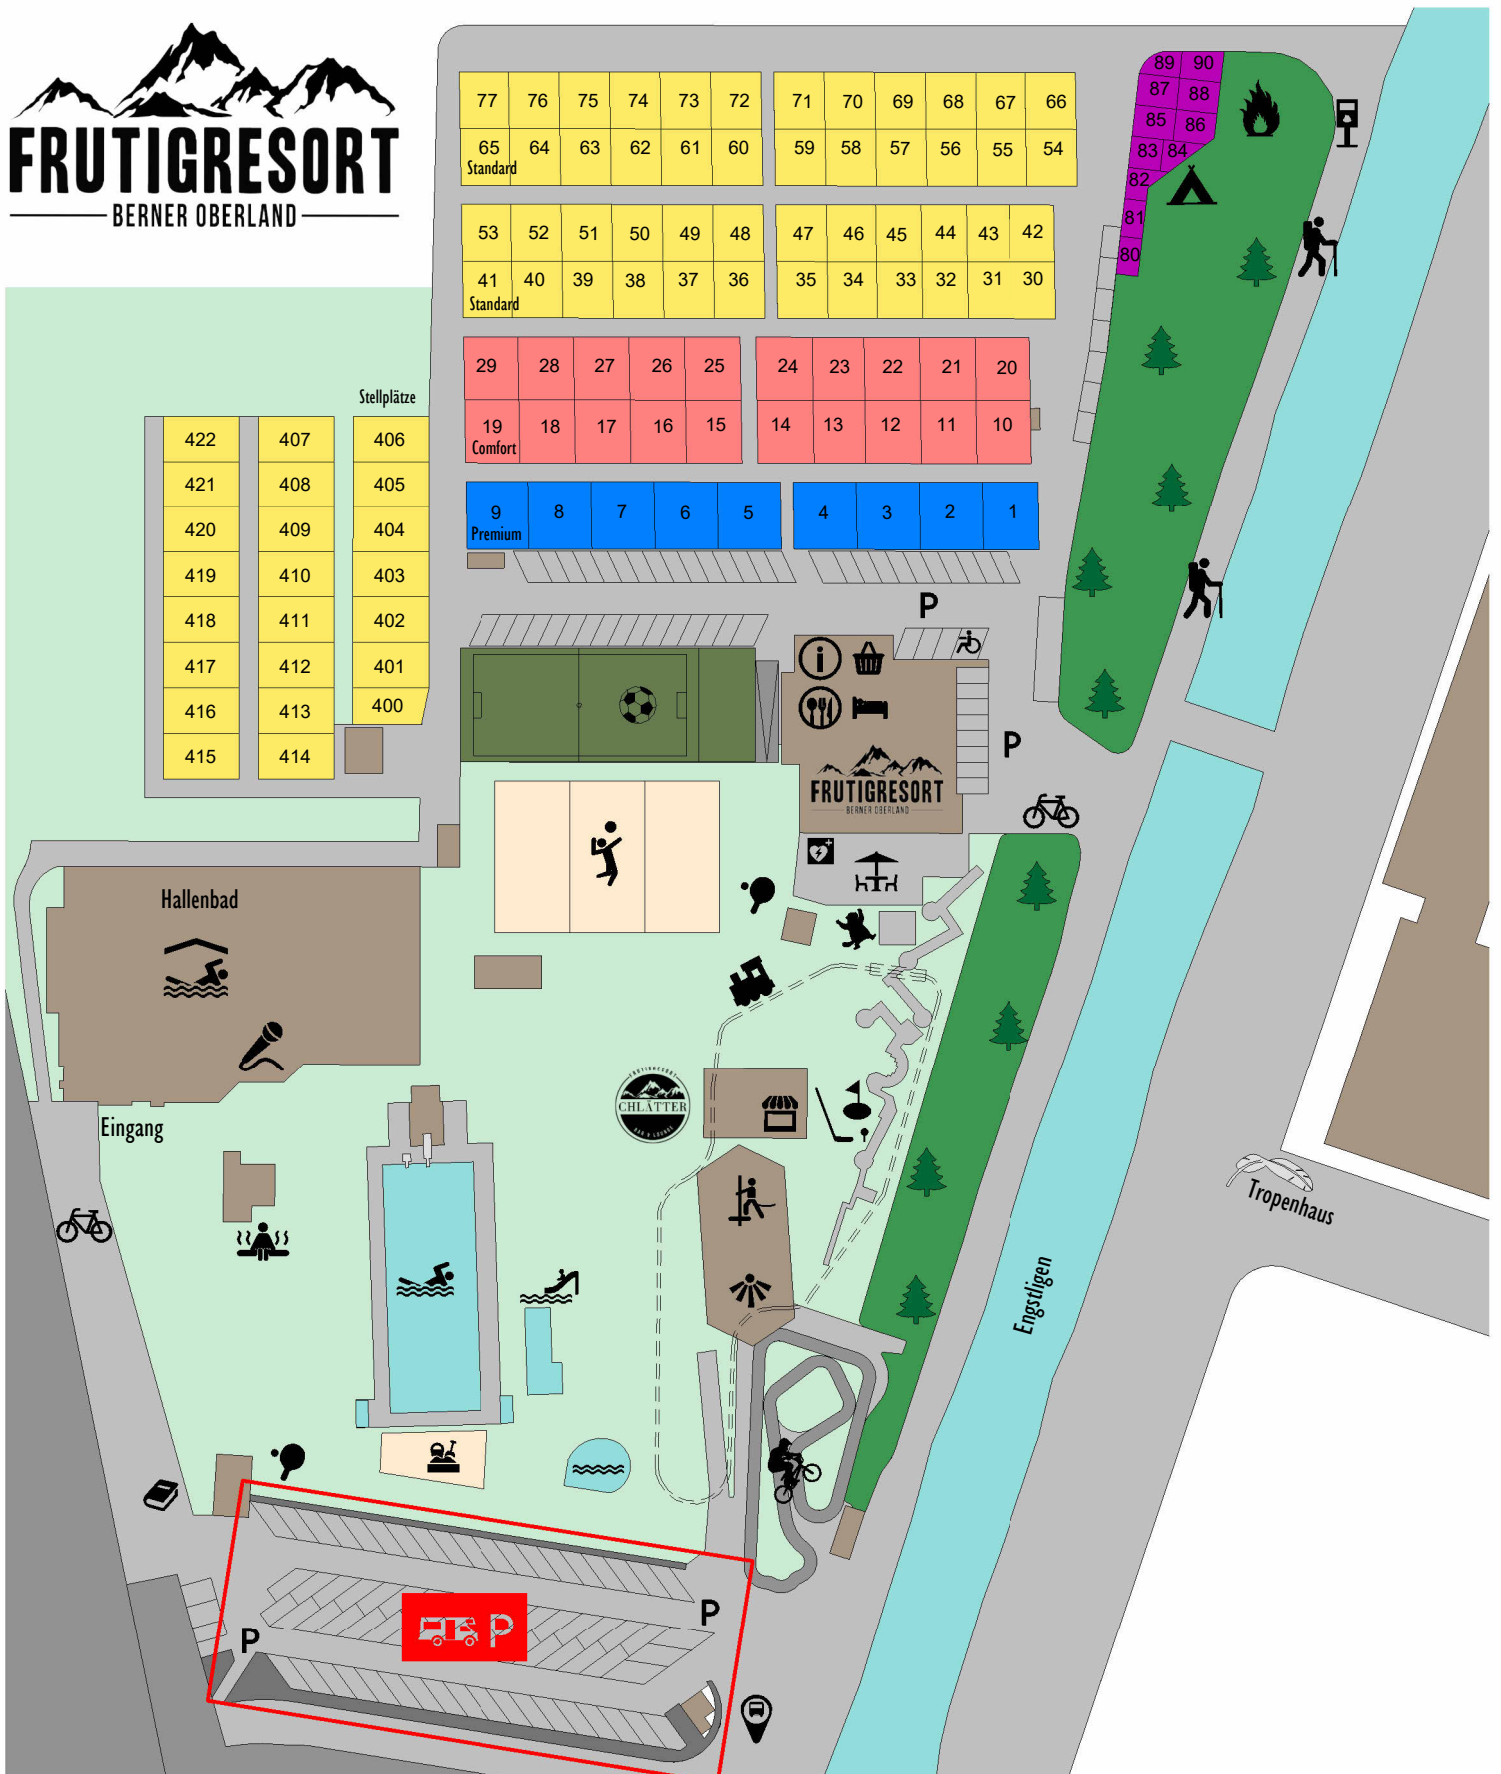 FRUTIGRESORT
BERNER OBERLAND
77 76 75 74 73 72 71 70 69 68 67 66
65 64 63 62 61 60 59 58 57 56 55 54
Standard
53 52 51 50 49 48 47 46 45 44 43 42
41 40 39 38 37 36 35 34 33 32 31 30
Standard
29 28 27 26 25 24 23 22 21 20
19 18 17 16 15 14 13 12 11 10
Comfort
9 8 7 6 5 4 3 2 1
Premium
89 90
87 88
85 86
83 84
82
81
80
Stellplätze
422 407 406
421 408 405
420 409 404
419 410 403
418 411 402
417 412 401
416 413 400
415 414
P
P
FRUTIGRESORT
BERNER OBERLAND
Hallenbad
Eingang
FRUTIGRESORT
CHLÄTTER
BAR & LOUNGE
Tropenhaus
Engstligen
P
P
P